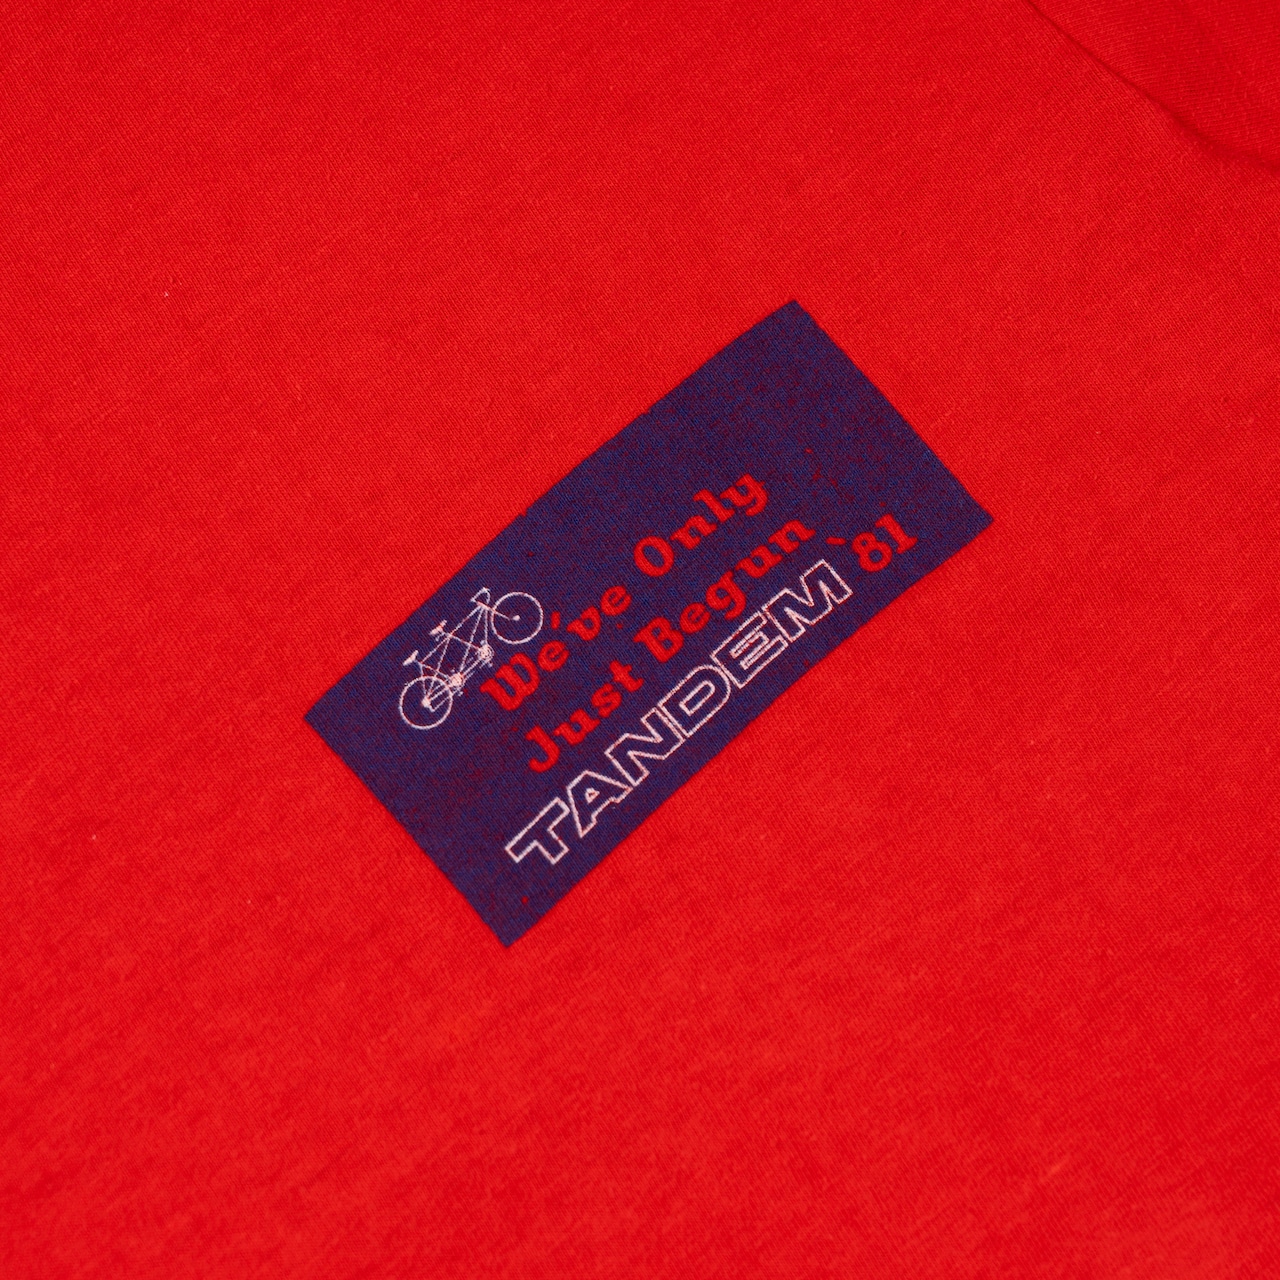 We've Only
Just Begun
TANDEM '81